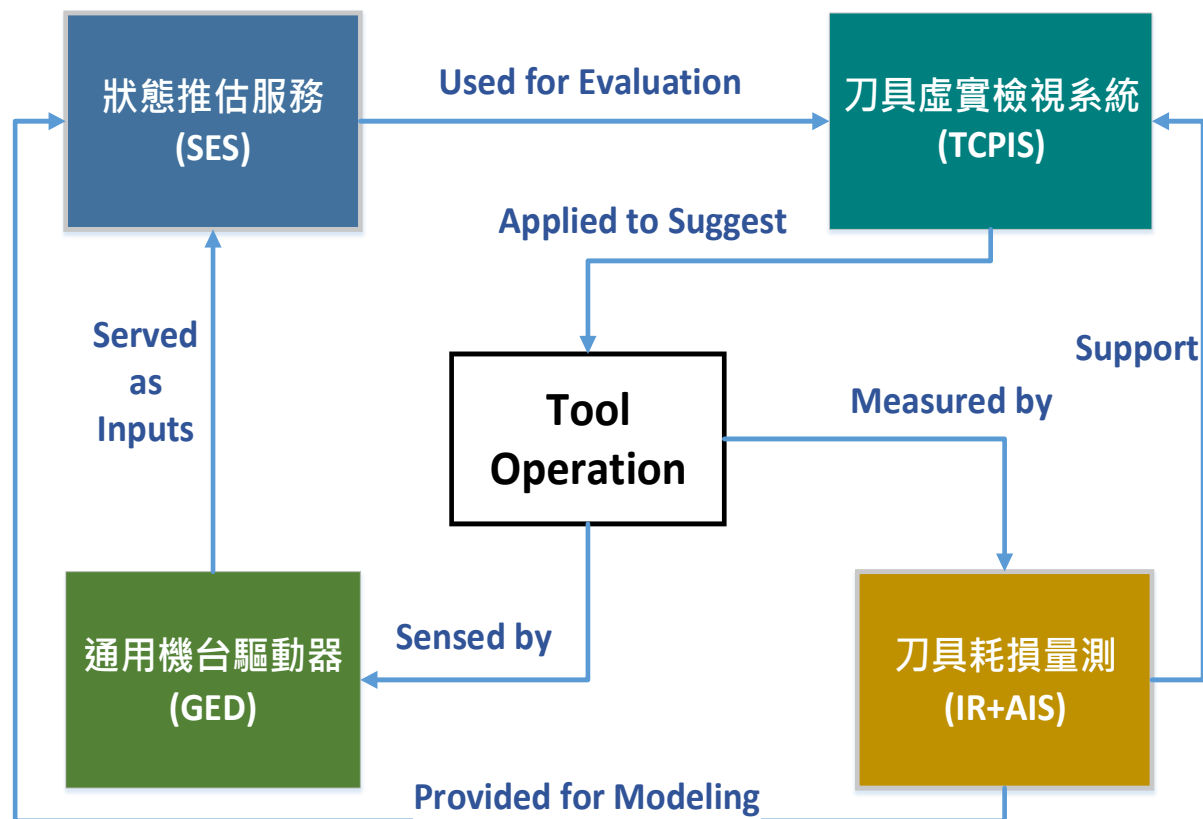 狀態推估服務
(SES)
Used for Evaluation
刀具虛實檢視系統
(TCPIS)
Applied to Suggest
Served
as
Inputs
Support
Tool
Operation
Measured by
通用機台驅動器
(GED)
Sensed by
刀具耗損量測
(IR+AIS)
Provided for Modeling